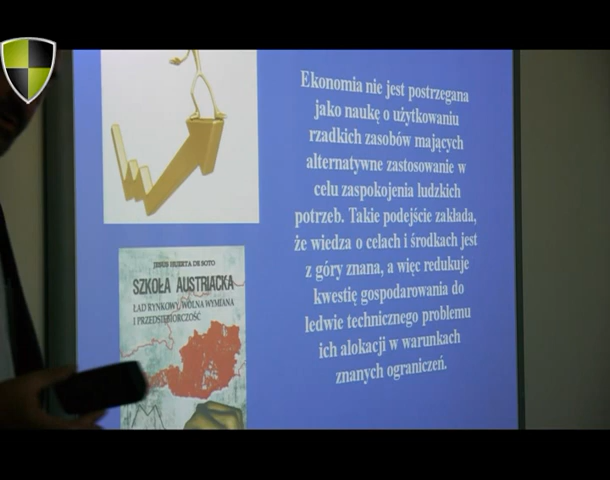 Ekonomia nie jest postrzegana
jako naukę o użytkowaniu
rzadkich zasobów mających
alternatywne zastosowanie w
celu zaspokojenia ludzkich
potrzeb. Takie podejście zakłada,
że wiedza o celach i środkach jest
z góry znana, a więc redukuje
kwestię gospodarowania do
ledwie technicznego problemu
ich alokacji w warunkach
znanych ograniczeń.
JESUS HUERTA DE SOTO
SZKOŁA AUSTRIACKA
ŁAD RYNKOWY, WOLNA WYMIANA
I PRZEDSIĘBIORCZOŚĆ